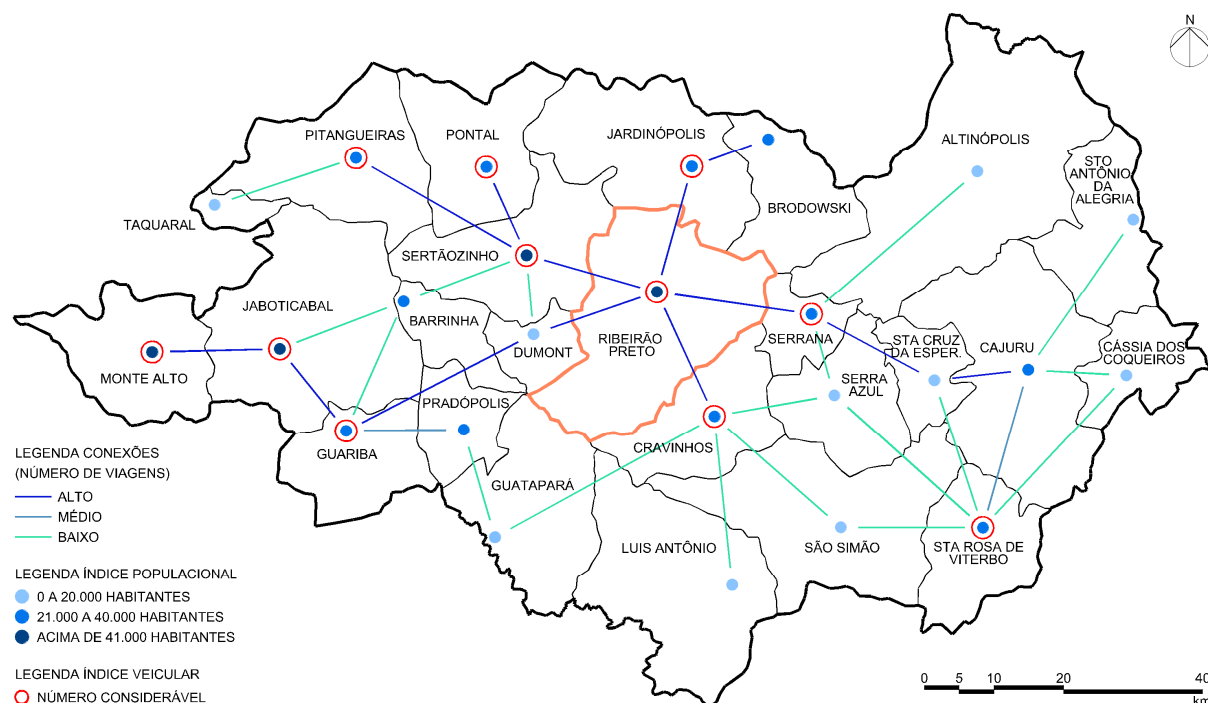 N
PITANGUEIRAS
PONTAL
JARDINÓPOLIS
ALTINÓPOLIS
STO
ANTÔNIO
DA
ALEGRIA
TAQUARAL
BRODOWSKI
SERTÃOZINHO
JABOTICABAL
BARRINHA
DUMONT
RIBEIRÃO
PRETO
SERRANA
STA CRUZ
DA ESPER.
CAJURU
CÁSSIA DOS
COQUEIROS
MONTE ALTO
PRADÓPOLIS
SERRA
AZUL
GUARIBA
CRAVINHOS
GUATAPARÁ
LUIS ANTÔNIO
SÃO SIMÃO
STA ROSA DE
VITERBO
LEGENDA CONEXÕES
(NÚMERO DE VIAGENS)
ALTO
MÉDIO
BAIXO
LEGENDA ÍNDICE POPULACIONAL
0 A 20.000 HABITANTES
21.000 A 40.000 HABITANTES
ACIMA DE 41.000 HABITANTES
LEGENDA ÍNDICE VEICULAR
NÚMERO CONSIDERÁVEL
0 5 10 20 40
km